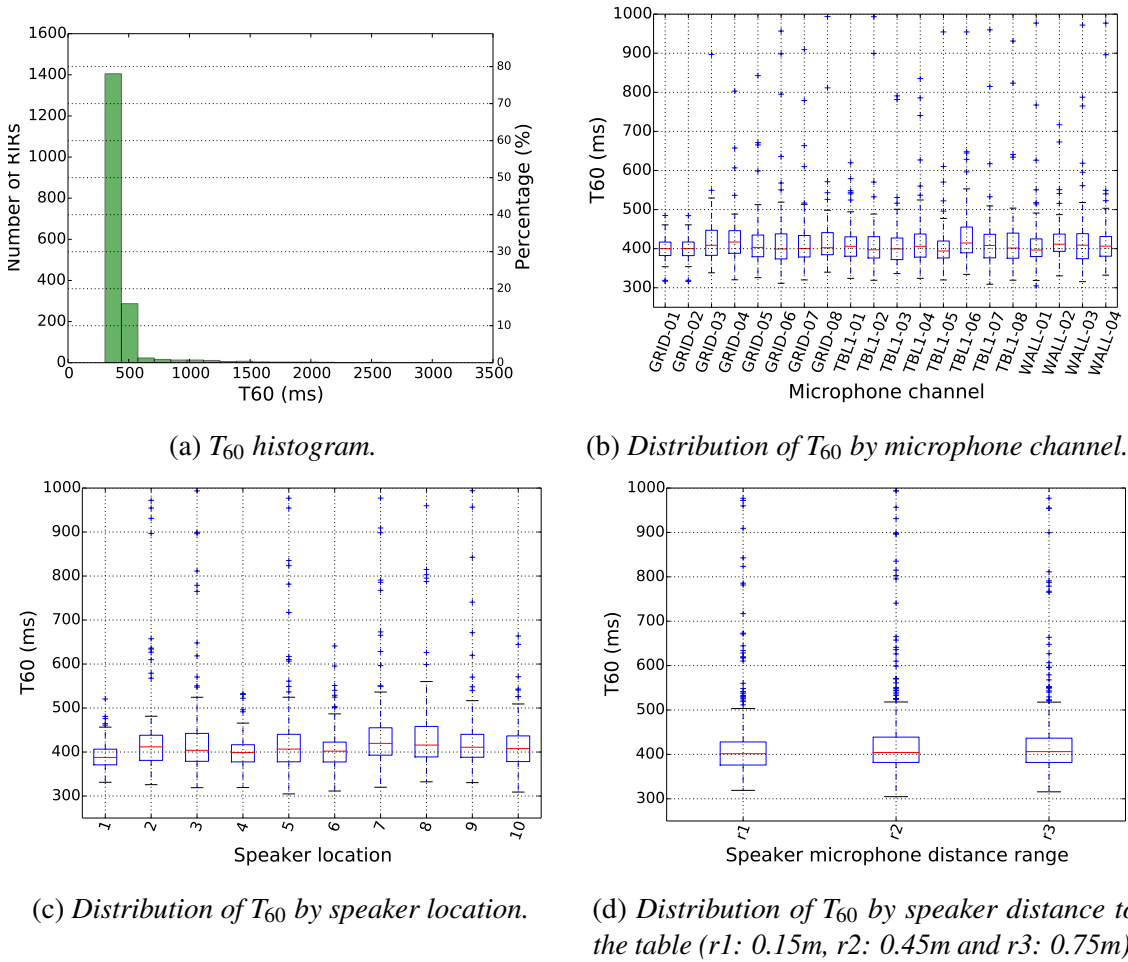 1600
1400
1200
1000
800
600
400
200
0
Number of RIRs
80
70
60
50
40
30
20
10
0
Percentage (%)
0 500 1000 1500 2000 2500 3000 3500
T60 (ms)
(a) T60 histogram.
1000
900
800
700
600
500
400
300
T60 (ms)
GRID-01 GRID-02 GRID-03 GRID-04 GRID-05 GRID-06 GRID-07 GRID-08 TBL1-01 TBL1-02 TBL1-03 TBL1-04 TBL1-05 TBL1-06 TBL1-07 TBL1-08 WALL-01 WALL-02 WALL-03 WALL-04
Microphone channel
(b) Distribution of T60 by microphone channel.
1000
900
800
700
600
500
400
300
T60 (ms)
1 2 3 4 5 6 7 8 9 10
Speaker location
(c) Distribution of T60 by speaker location.
1000
900
800
700
600
500
400
300
T60 (ms)
r1 r2 r3
Speaker microphone distance range
(d) Distribution of T60 by speaker distance to
the table (r1: 0.15m, r2: 0.45m and r3: 0.75m)